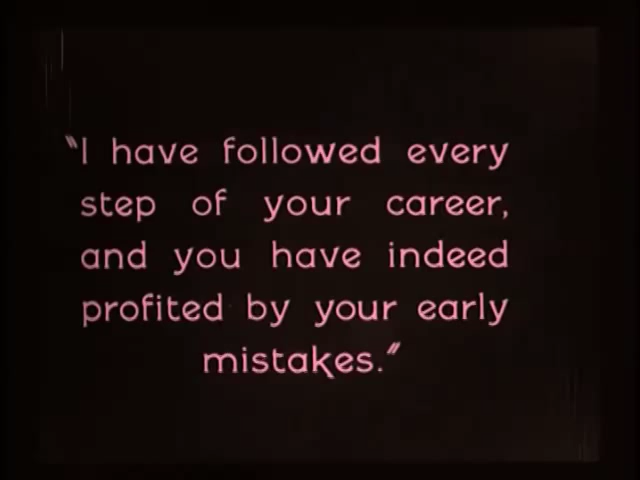 "I have followed every
step of your career,
and you have indeed
profited by your early
mistakes."